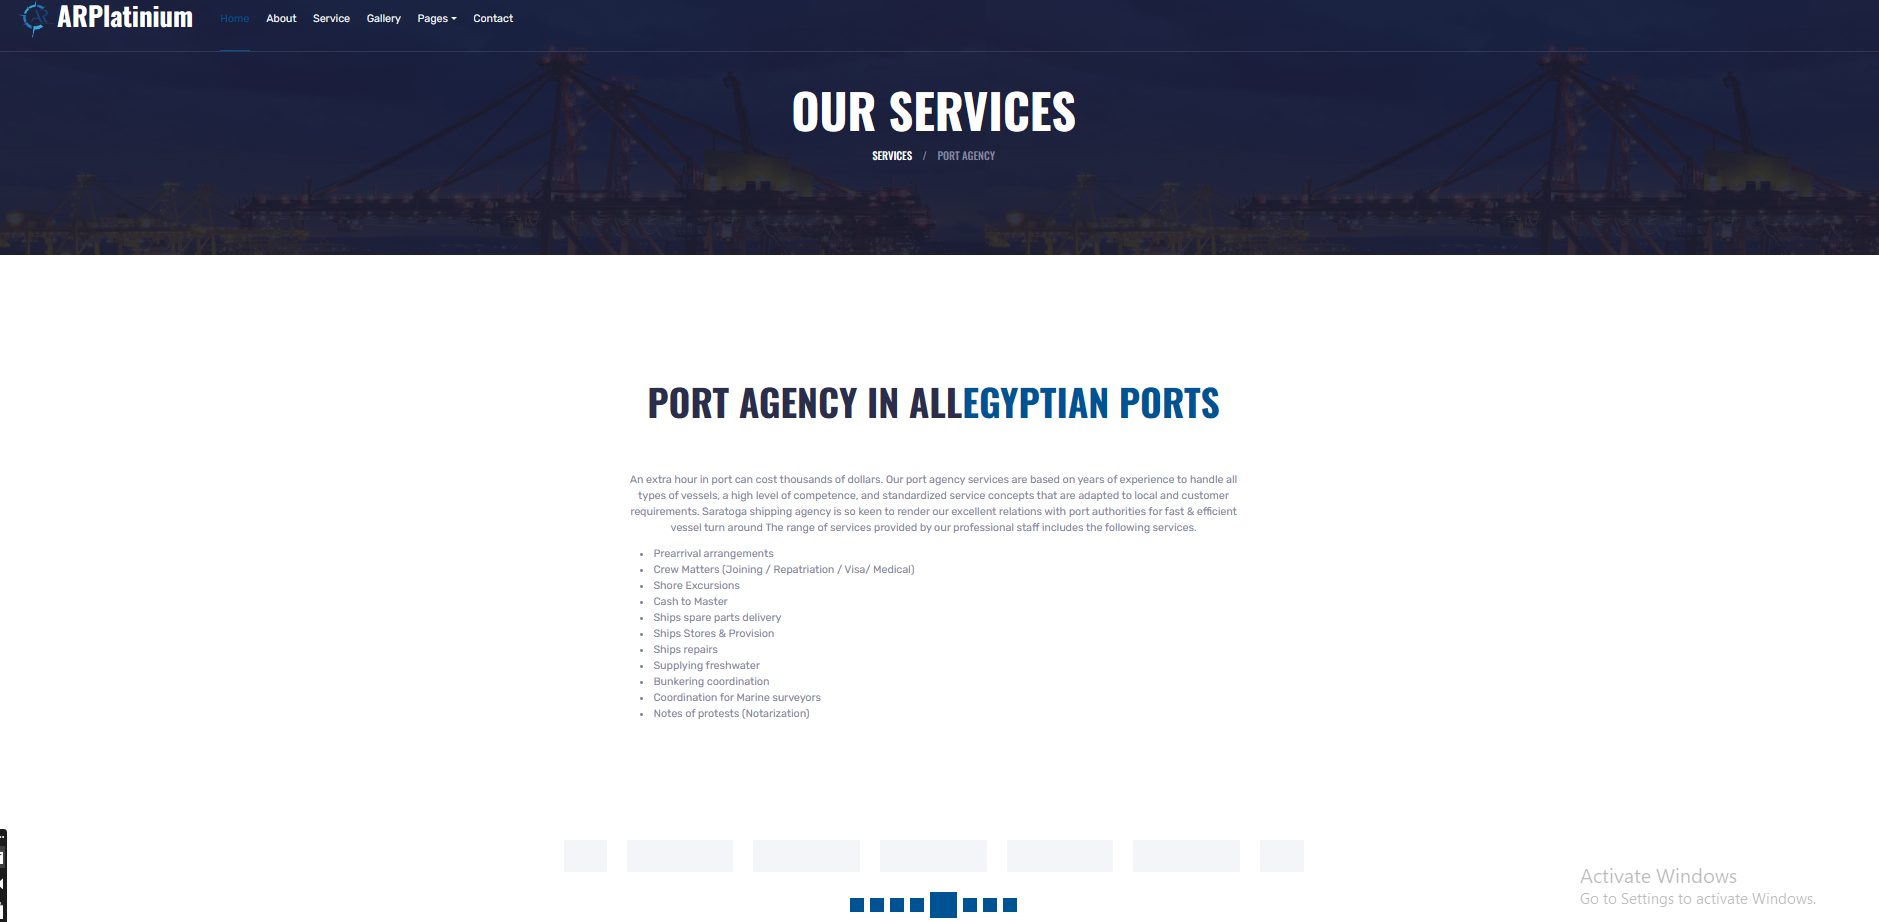 ARPlatinium
Home About Service Gallery Pages Contact
OUR SERVICES
SERVICES / PORT AGENCY
PORT AGENCY IN ALLEGYPTIAN PORTS
An extra hour in port can cost thousands of dollars. Our port agency services are based on years of experience to handle all
types of vessels, a high level of competence, and standardized service concepts that are adapted to local and customer
requirements. Saratoga shipping agency is so keen to render our excellent relations with port authorities for fast & efficient
vessel turn around The range of services provided by our professional staff includes the following services.
• Prearrival arrangements
• Crew Matters (Joining / Repatriation / Visa/ Medical)
• Shore Excursions
• Cash to Master
• Ships spare parts delivery
• Ships Stores & Provision
• Ships repairs
• Supplying freshwater
• Bunkering coordination
• Coordination for Marine surveyors
• Notes of protests (Notarization)
Activate Windows
Go to Settings to activate Windows.